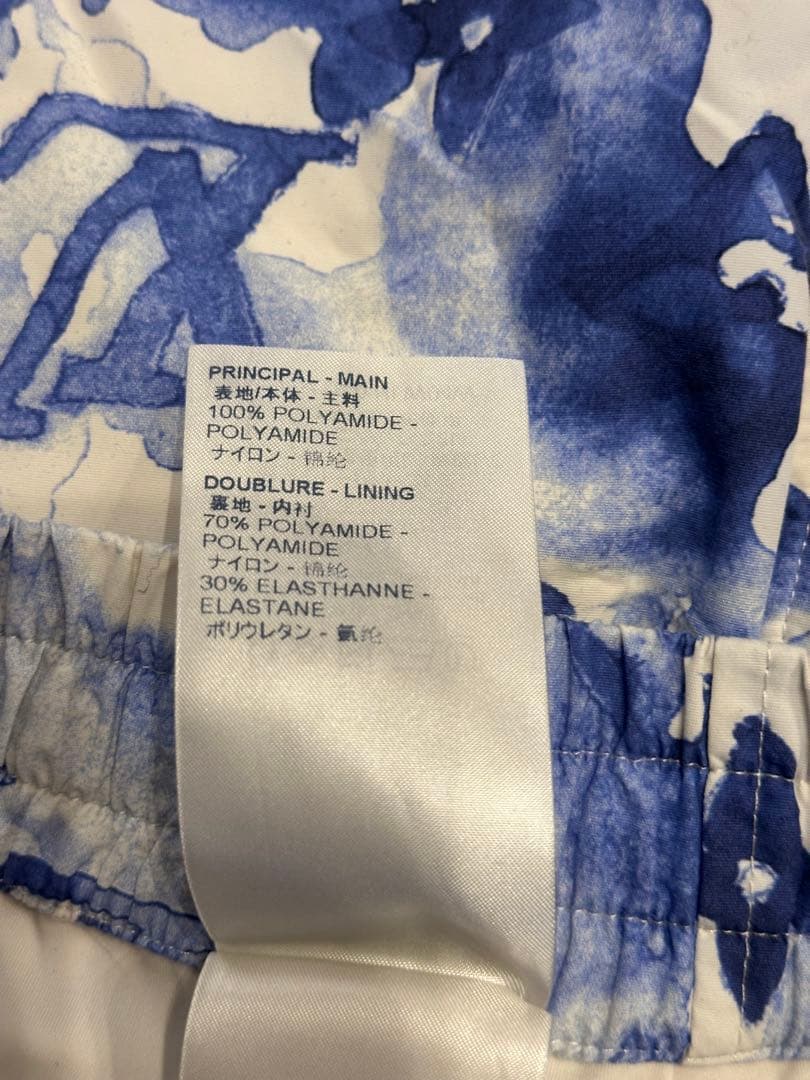 PRINCIPAL - MAIN
表地/本体 - 主料
100% POLYAMIDE -
POLYAMIDE
ナイロン - 锦纶
DOUBLURE - LINING
裏地 - 内衬
70% POLYAMIDE -
POLYAMIDE
ナイロン - 锦纶
30% ELASTHANNE -
ELASTANE
ポリウレタン - 氨纶